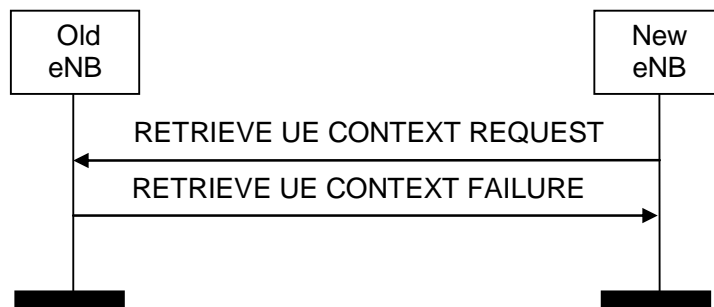 Old
eNB
New
eNB
RETRIEVE UE CONTEXT REQUEST
RETRIEVE UE CONTEXT FAILURE